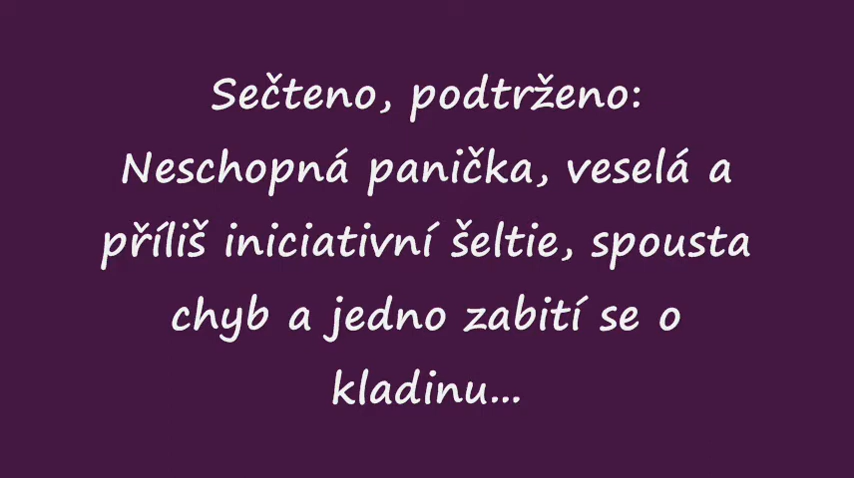 Sečteno, podtrženo:
Neschopná panička, veselá a
příliš iniciativní šeltie, spousta
chyb a jedno zabití se o
kladinu...